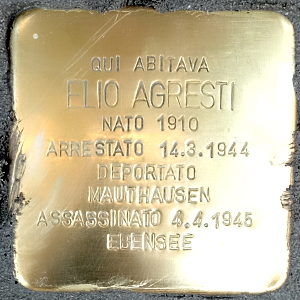 QUI ABITAVA
ELIO AGRESTI
NATO 1910
ARRESTATO 14.3.1944
DEPORTATO
MAUTHAUSEN
ASSASSINATO 4.4.1945
EBENSEE